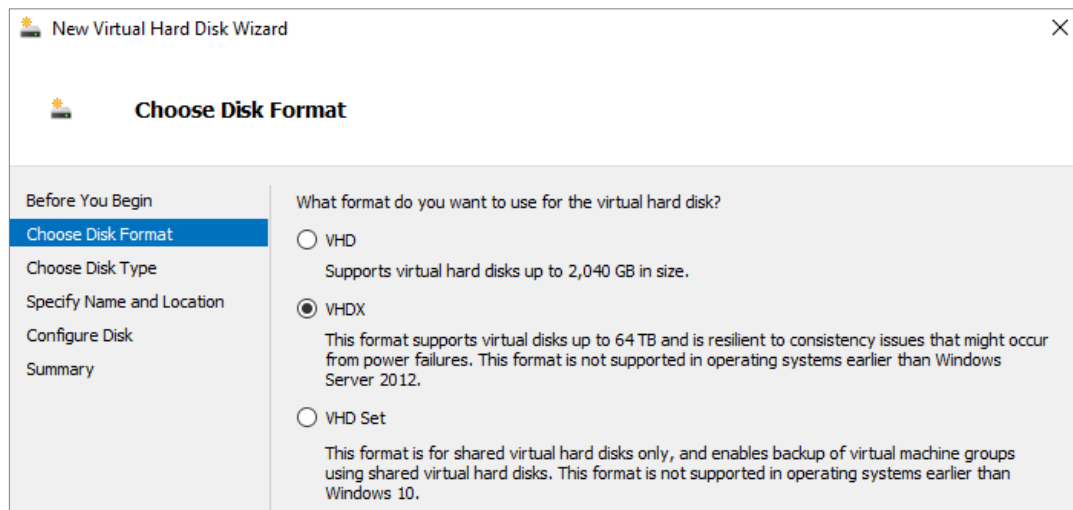 New Virtual Hard Disk Wizard
Choose Disk Format
Before You Begin
Choose Disk Format
Choose Disk Type
Specify Name and Location
Configure Disk
Summary
What format do you want to use for the virtual hard disk?
VHD
Supports virtual hard disks up to 2,040 GB in size.
VHDX
This format supports virtual disks up to 64 TB and is resilient to consistency issues that might occur
from power failures. This format is not supported in operating systems earlier than Windows
Server 2012.
VHD Set
This format is for shared virtual hard disks only, and enables backup of virtual machine groups
using shared virtual hard disks. This format is not supported in operating systems earlier than
Windows 10.